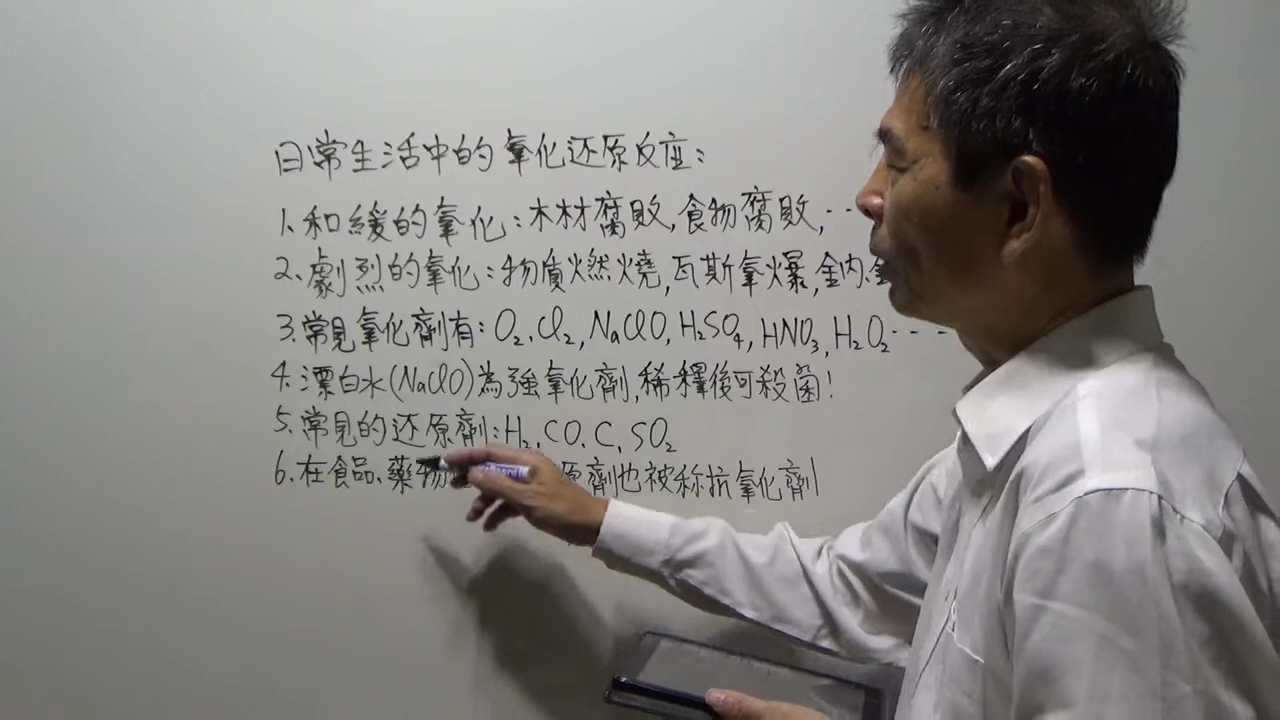 日常生活中的氧化还原反应:
1.和緩的氧化:木材腐敗,食物腐敗,...
2.劇烈的氧化:物質燃燒,瓦斯氣爆,鈉、
3.常見氧化劑有:O₂、Cl₂,NaClO,H₂SO₄,HNO₃,H₂O₂----
4.漂白水(NaClO)為強氧化劑,稀釋後可殺菌!
5.常見的还原劑:H₂、CO、C、SO₂
6.在食品、藥物 原劑也被称抗氧化劑